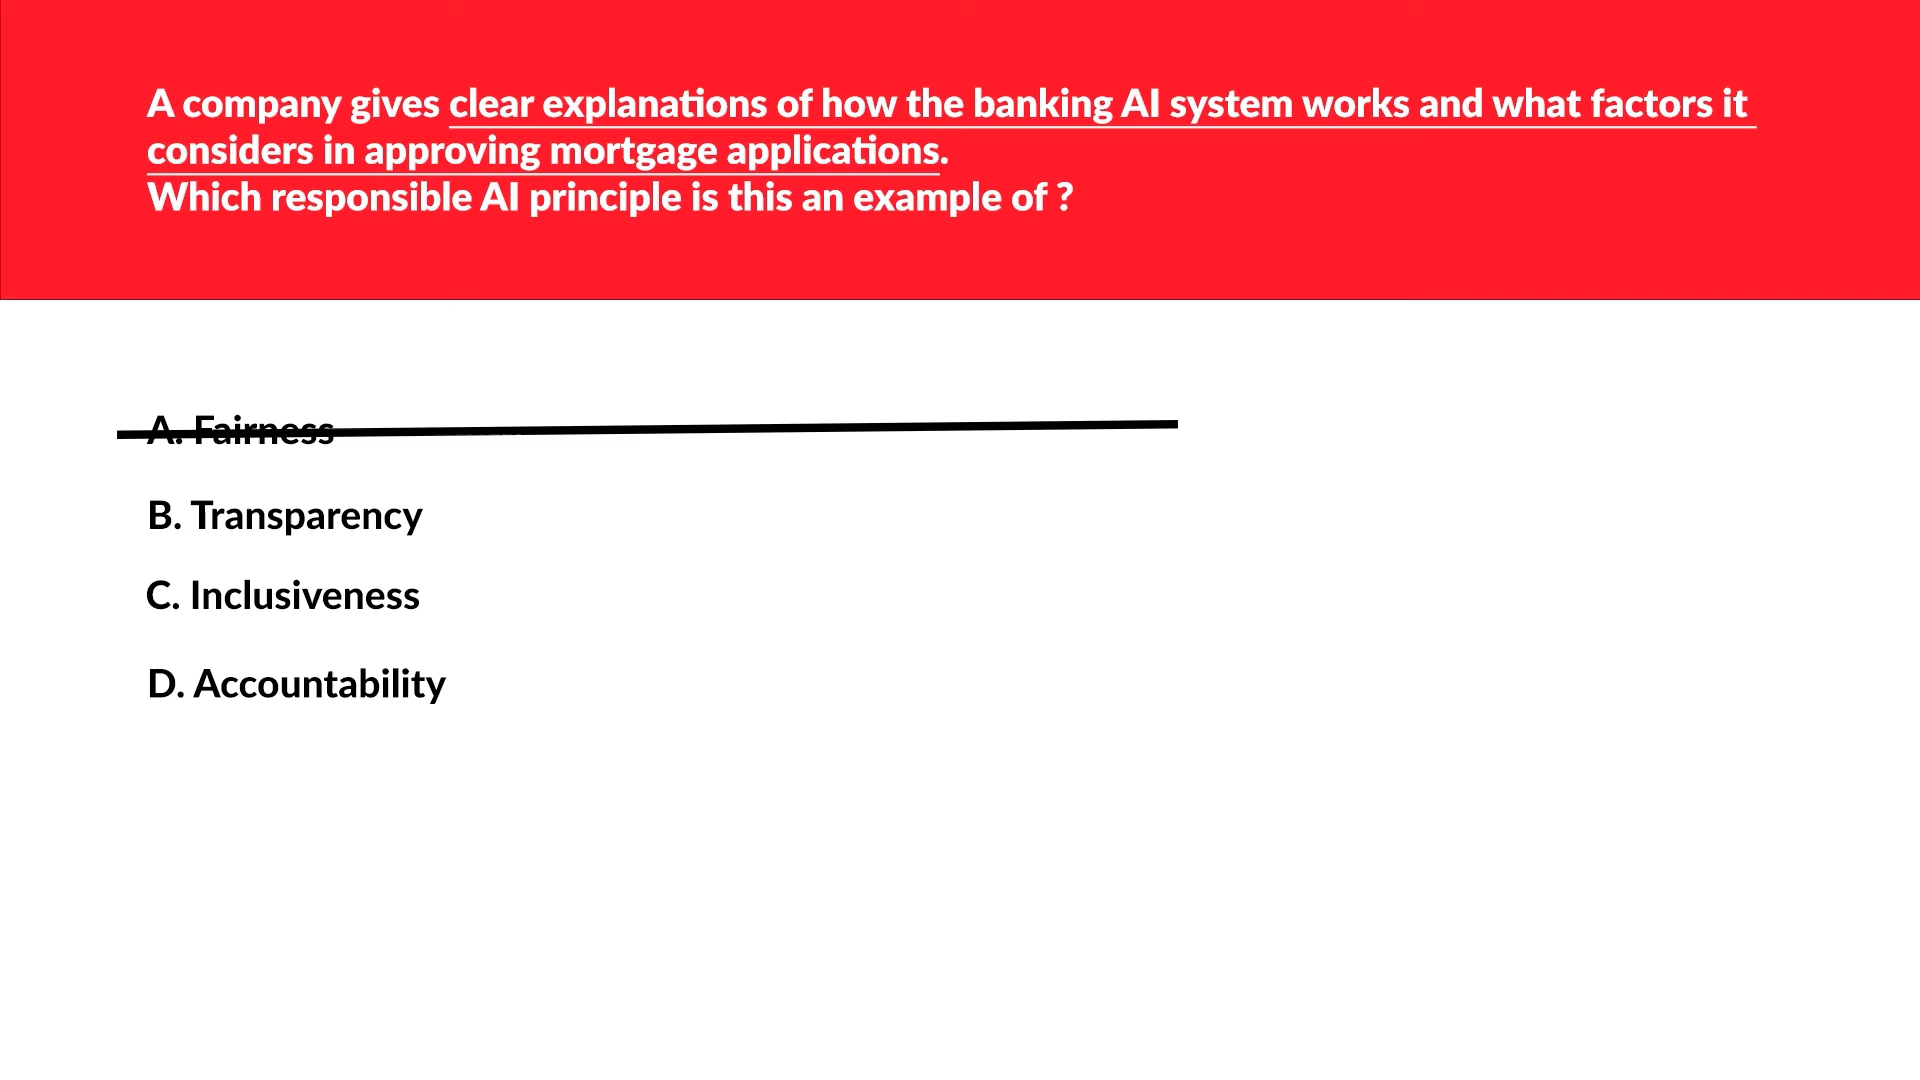 A company gives clear explanations of how the banking AI system works and what factors it
considers in approving mortgage applications.
Which responsible AI principle is this an example of ?
A. Fairness
B. Transparency
C. Inclusiveness
D. Accountability